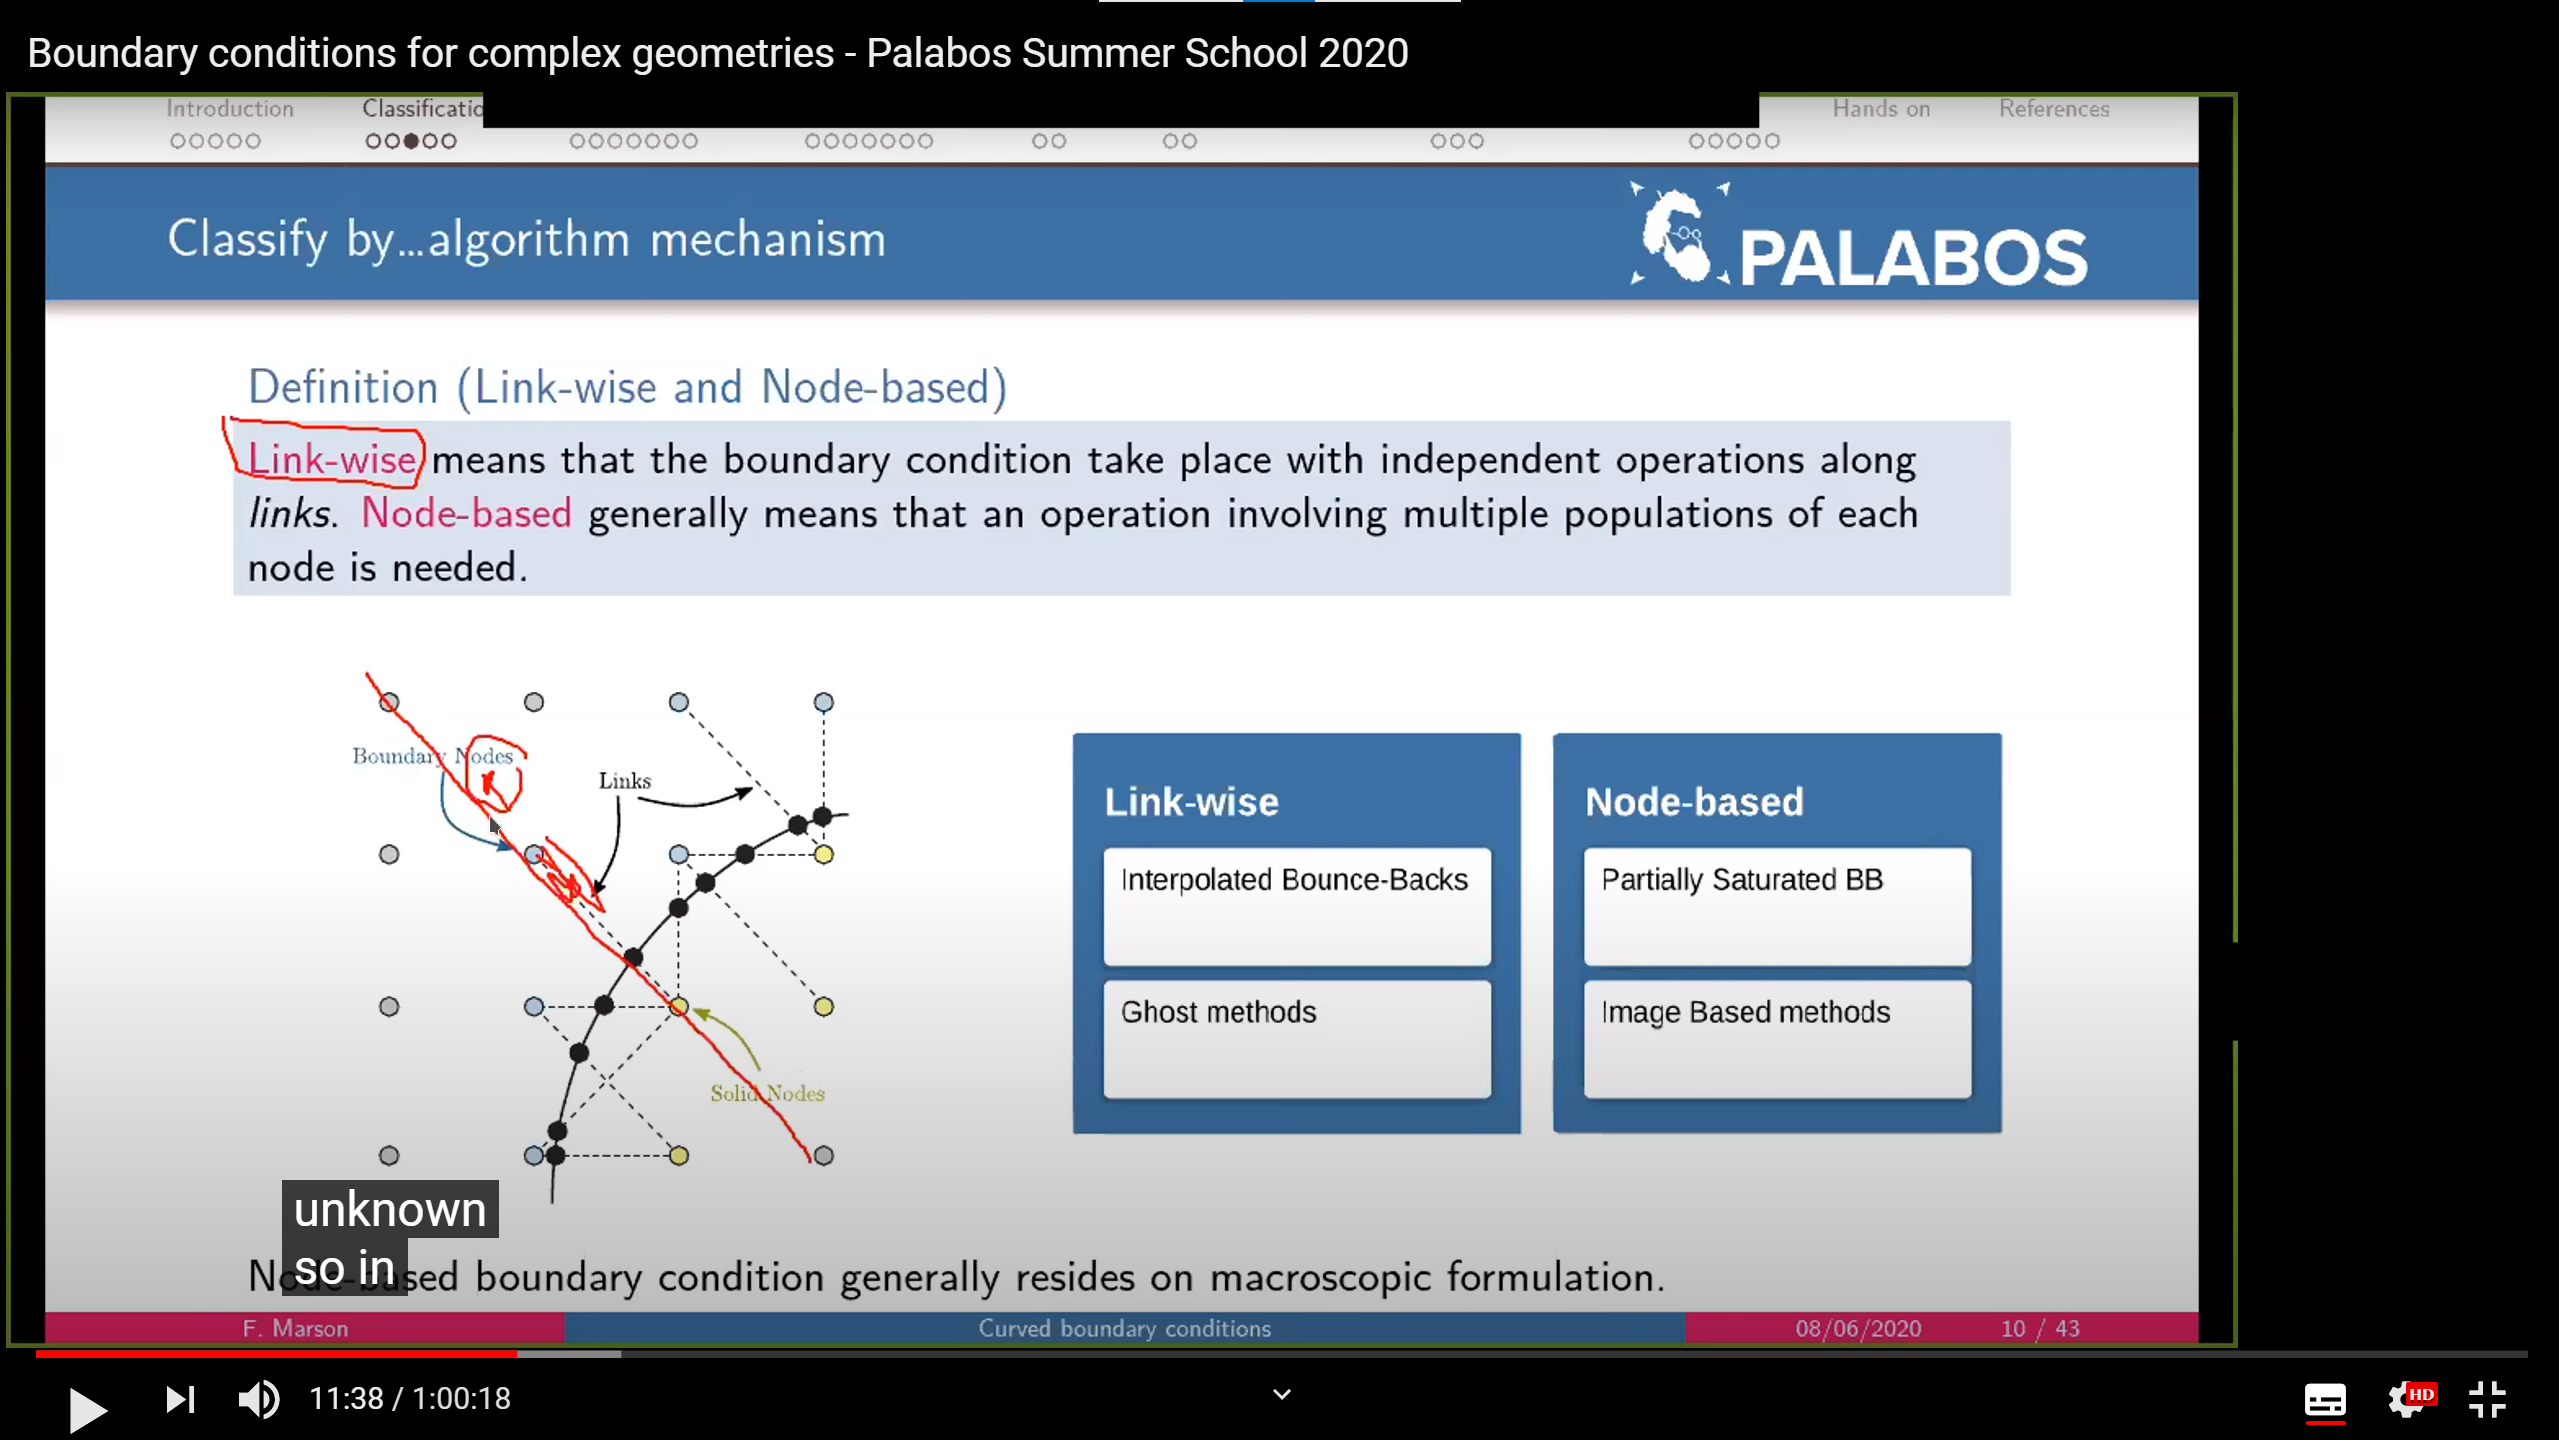 Boundary conditions for complex geometries - Palabos Summer School 2020
Introduction Classificatio Hands on References
Classify by...algorithm mechanism
PALABOS
Definition (Link-wise and Node-based)
Link-wise means that the boundary condition take place with independent operations along
links. Node-based generally means that an operation involving multiple populations of each
node is needed.
Boundary Nodes
Links
Solid Nodes
Link-wise
Interpolated Bounce-Backs
Ghost methods
Node-based
Partially Saturated BB
Image Based methods
unknown
so in
Node-based boundary condition generally resides on macroscopic formulation.
F. Marson Curved boundary conditions 08/06/2020 10 / 43
11:38 / 1:00:18
HD